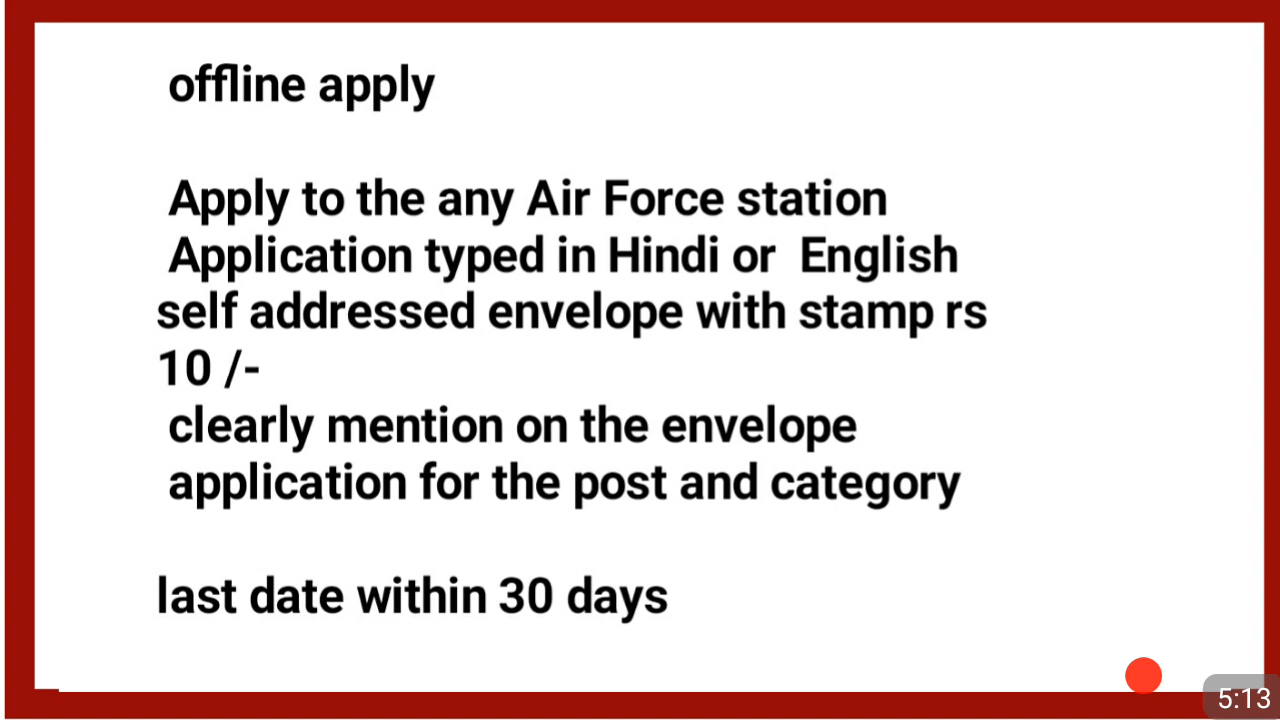 offline apply
Apply to the any Air Force station
Application typed in Hindi or English
self addressed envelope with stamp rs
10 /-
clearly mention on the envelope
application for the post and category
last date within 30 days
5:13